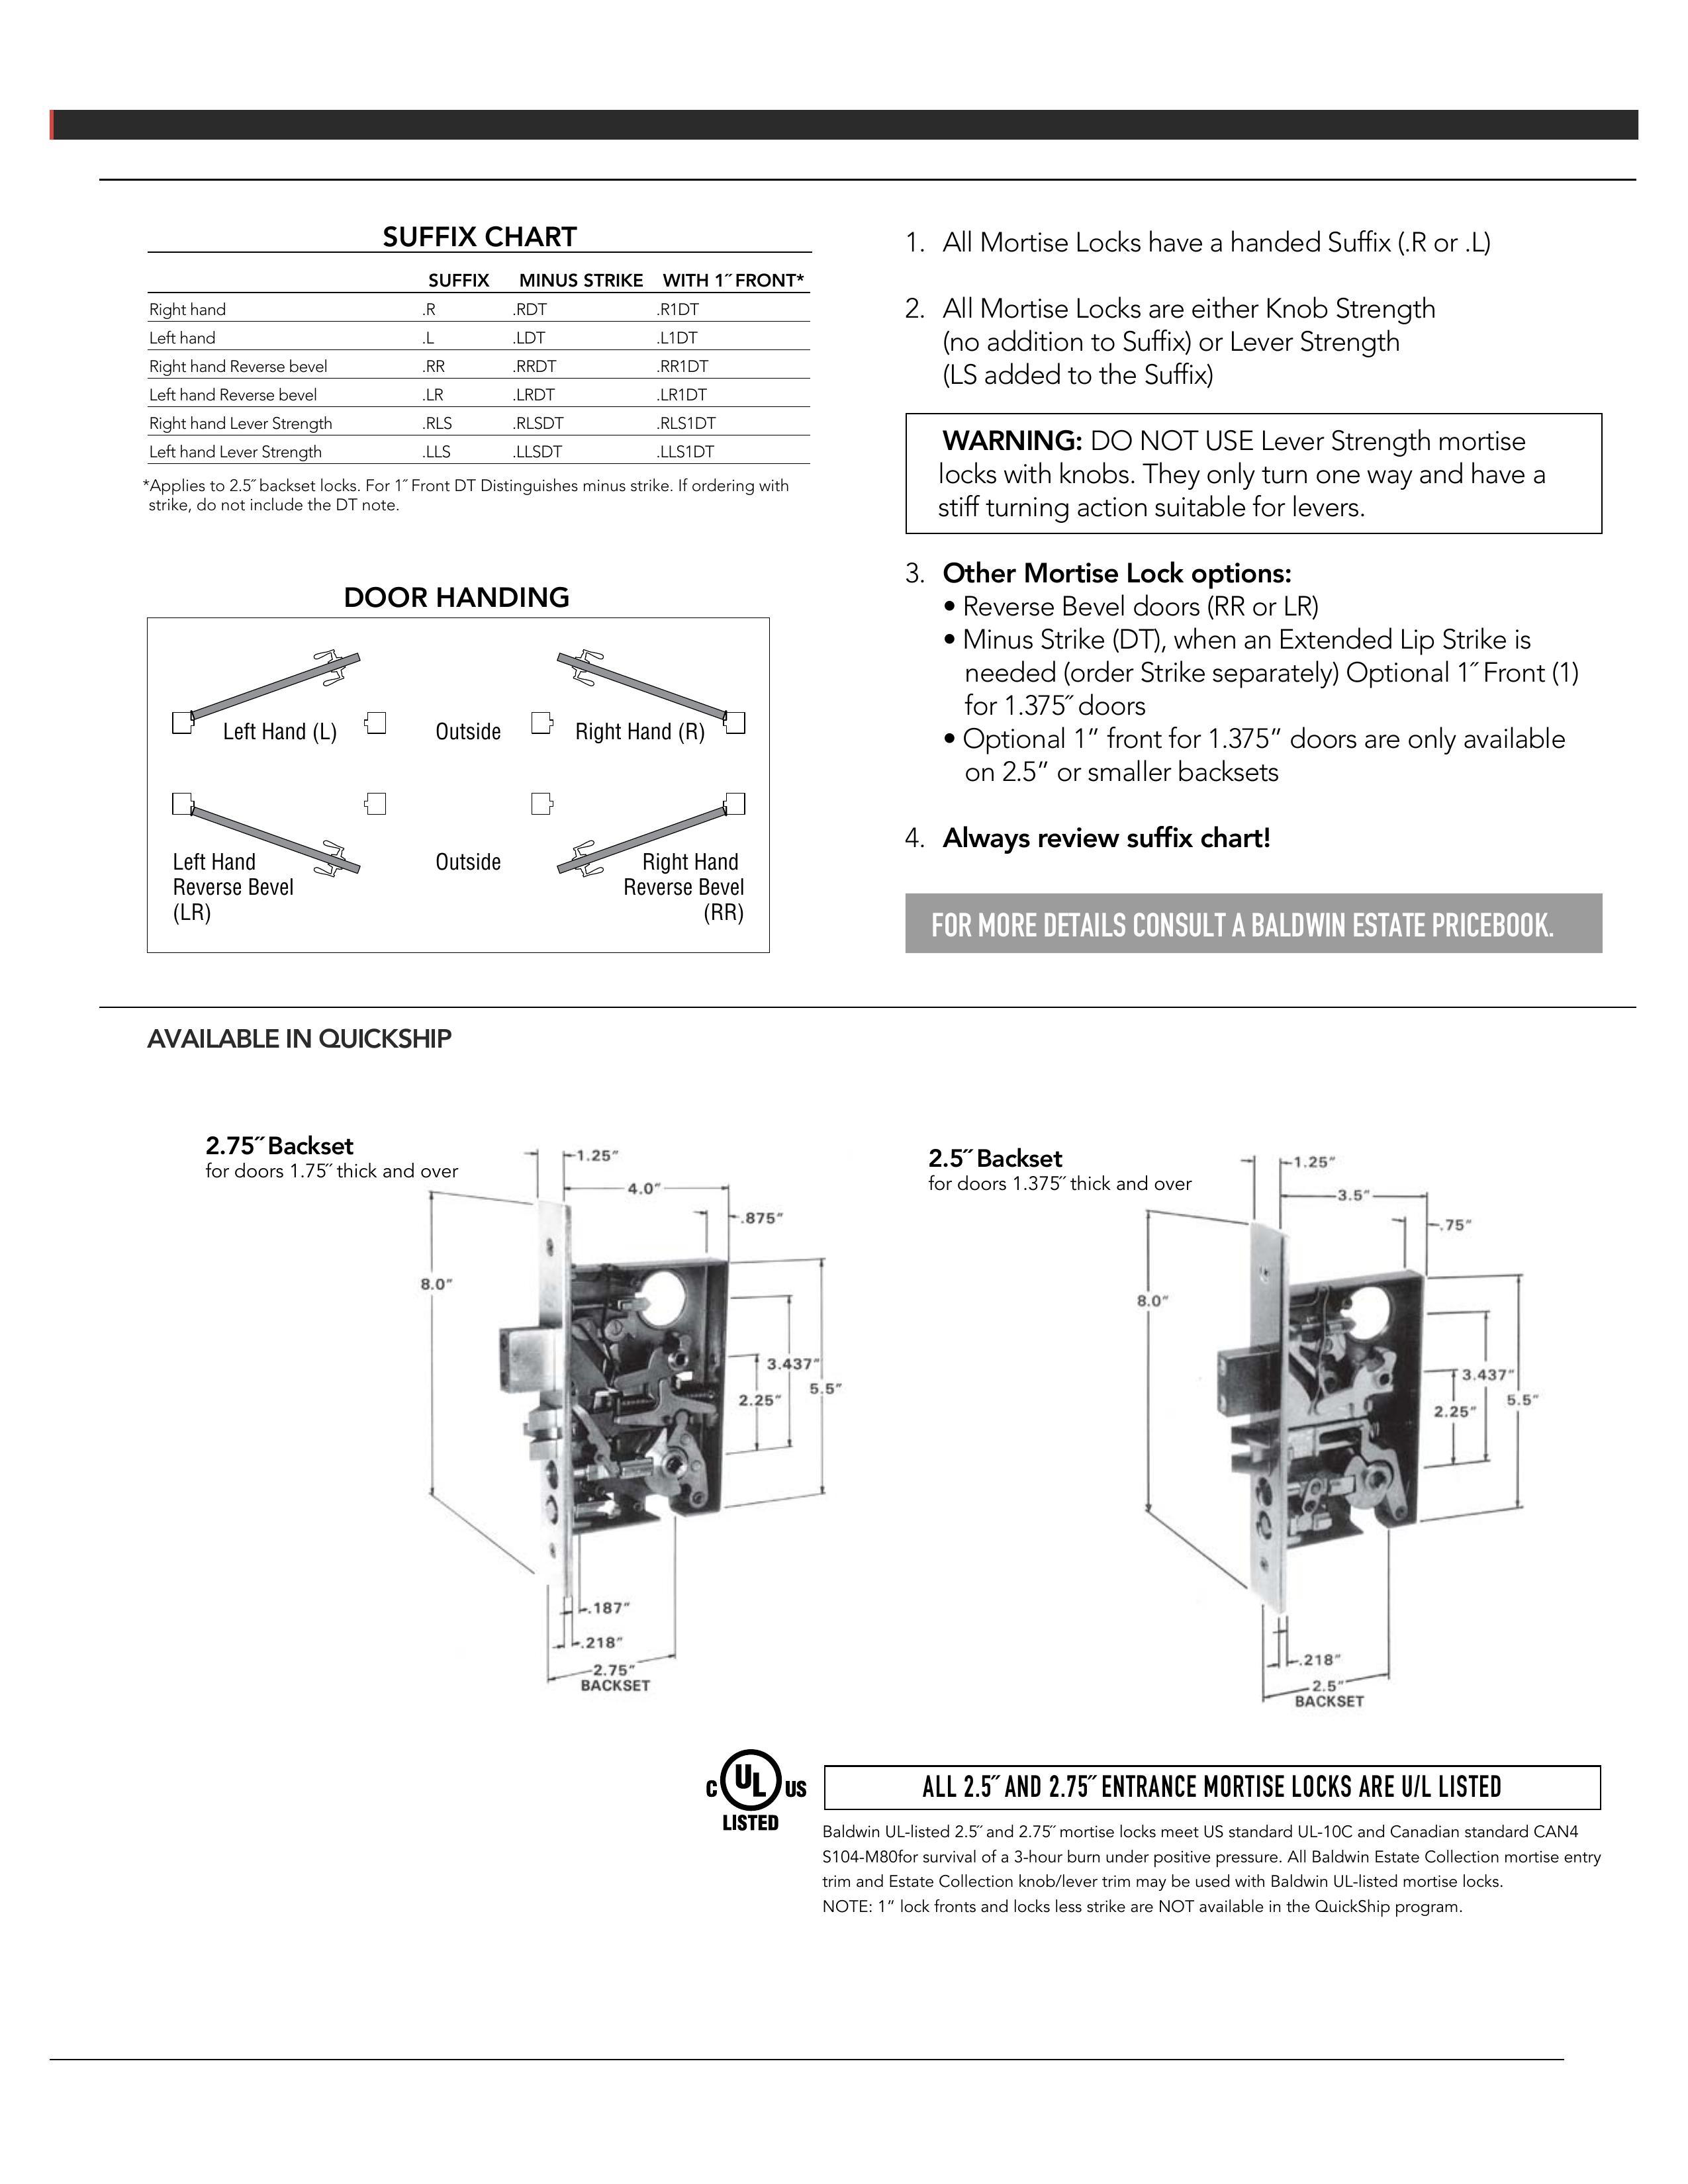 SUFFIX CHART
SUFFIX MINUS STRIKE WITH 1˝ FRONT*
Right hand .R .RDT .R1DT
Left hand .L .LDT .L1DT
Right hand Reverse bevel .RR .RRDT .RR1DT
Left hand Reverse bevel .LR .LRDT .LR1DT
Right hand Lever Strength .RLS .RLSDT .RLS1DT
Left hand Lever Strength .LLS .LLSDT .LLS1DT
*Applies to 2.5˝ backset locks. For 1˝ Front DT Distinguishes minus strike. If ordering with
strike, do not include the DT note.
DOOR HANDING
Left Hand (L) Outside Right Hand (R)
Left Hand
Reverse Bevel
(LR)
Outside
Right Hand
Reverse Bevel
(RR)
1. All Mortise Locks have a handed Suffix (.R or .L)
2. All Mortise Locks are either Knob Strength
(no addition to Suffix) or Lever Strength
(LS added to the Suffix)
WARNING: DO NOT USE Lever Strength mortise
locks with knobs. They only turn one way and have a
stiff turning action suitable for levers.
3. Other Mortise Lock options:
• Reverse Bevel doors (RR or LR)
• Minus Strike (DT), when an Extended Lip Strike is
needed (order Strike separately) Optional 1˝ Front (1)
for 1.375˝ doors
• Optional 1” front for 1.375” doors are only available
on 2.5” or smaller backsets
4. Always review suffix chart!
FOR MORE DETAILS CONSULT A BALDWIN ESTATE PRICEBOOK.
AVAILABLE IN QUICKSHIP
2.75˝ Backset
for doors 1.75˝ thick and over
1.25”
4.0”
.875”
8.0”
3.437”
5.5”
2.25”
.187”
.218”
2.75”
BACKSET
2.5˝ Backset
for doors 1.375˝ thick and over
1.25”
3.5”
.75”
8.0”
3.437”
5.5”
2.25”
.218”
2.5”
BACKSET
C UL US
LISTED
ALL 2.5˝ AND 2.75˝ ENTRANCE MORTISE LOCKS ARE U/L LISTED
Baldwin UL-listed 2.5˝ and 2.75˝ mortise locks meet US standard UL-10C and Canadian standard CAN4
S104-M80for survival of a 3-hour burn under positive pressure. All Baldwin Estate Collection mortise entry
trim and Estate Collection knob/lever trim may be used with Baldwin UL-listed mortise locks.
NOTE: 1” lock fronts and locks less strike are NOT available in the QuickShip program.